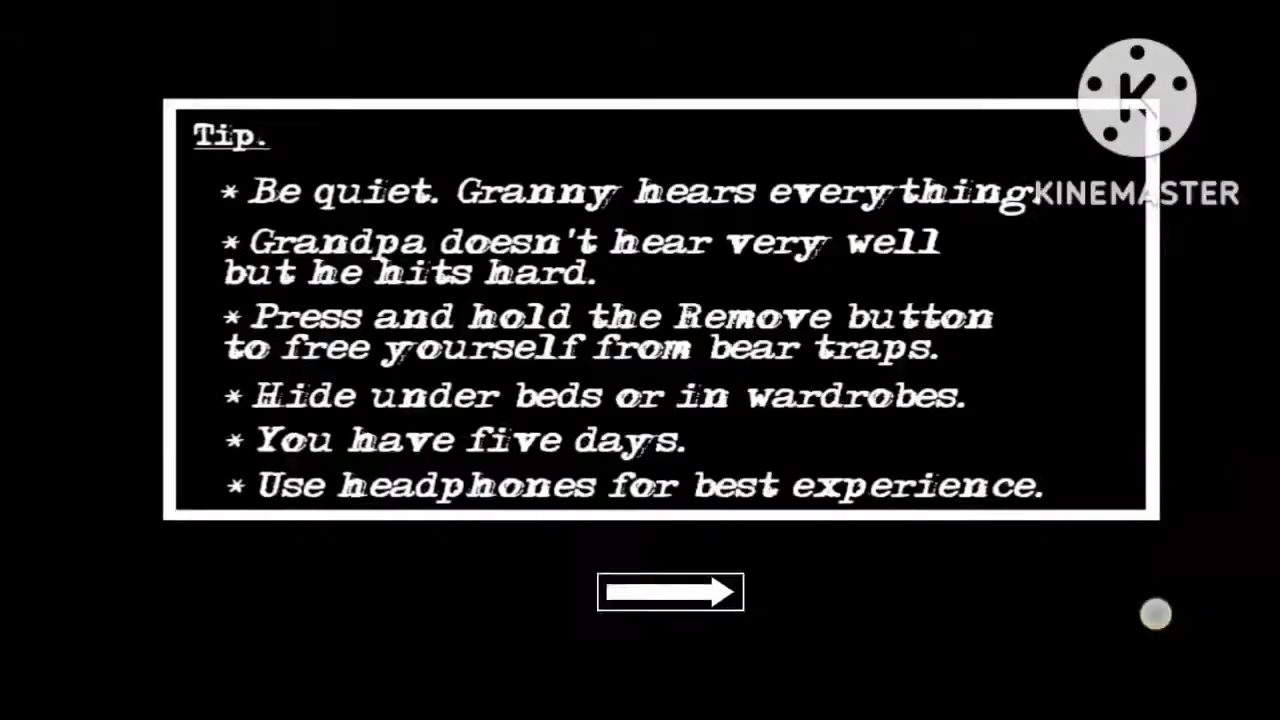 Tip.
* Be quiet. Granny hears everything
* Grandpa doesn't hear very well
but he hits hard.
* Press and hold the Remove button
to free yourself from bear traps.
* Hide under beds or in wardrobes.
* You have five days.
* Use headphones for best experience.
K
KINEMASTER